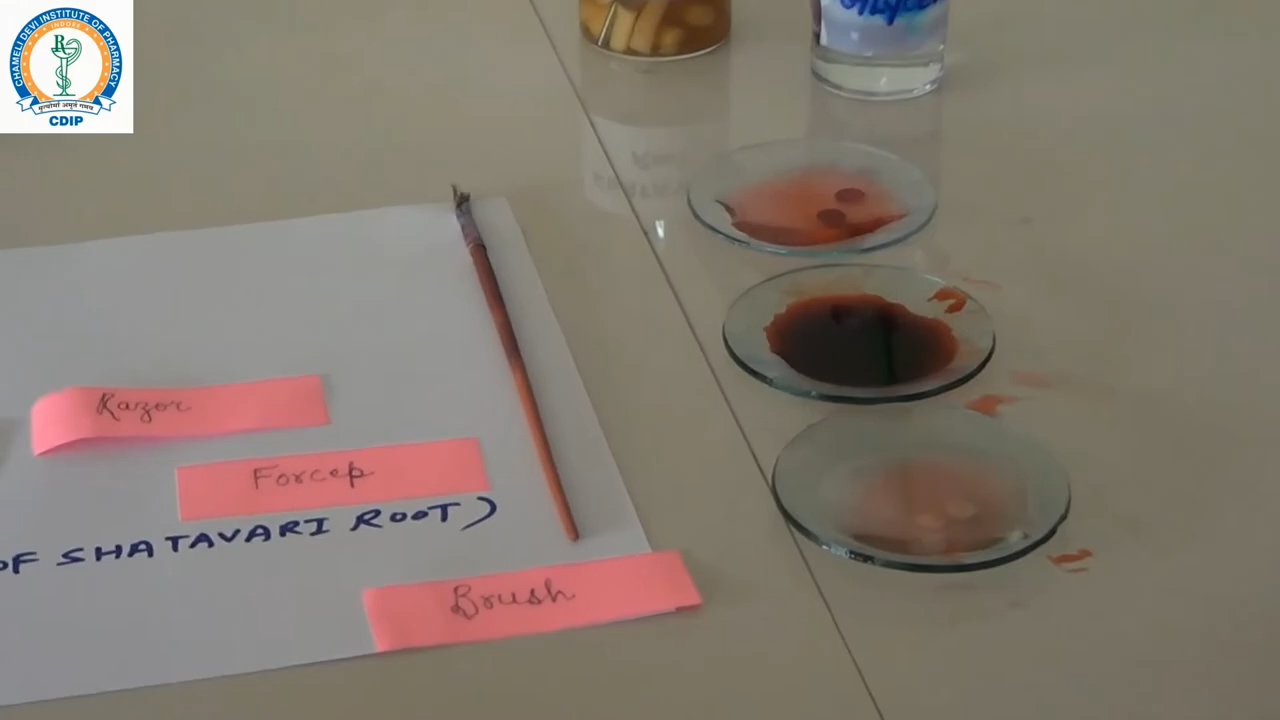 CHAMELI DEVI INSTITUTE OF PHARMACY
INDORE
CDIP
Razor
Forcep
OF SHATAVARI ROOT)
Brush